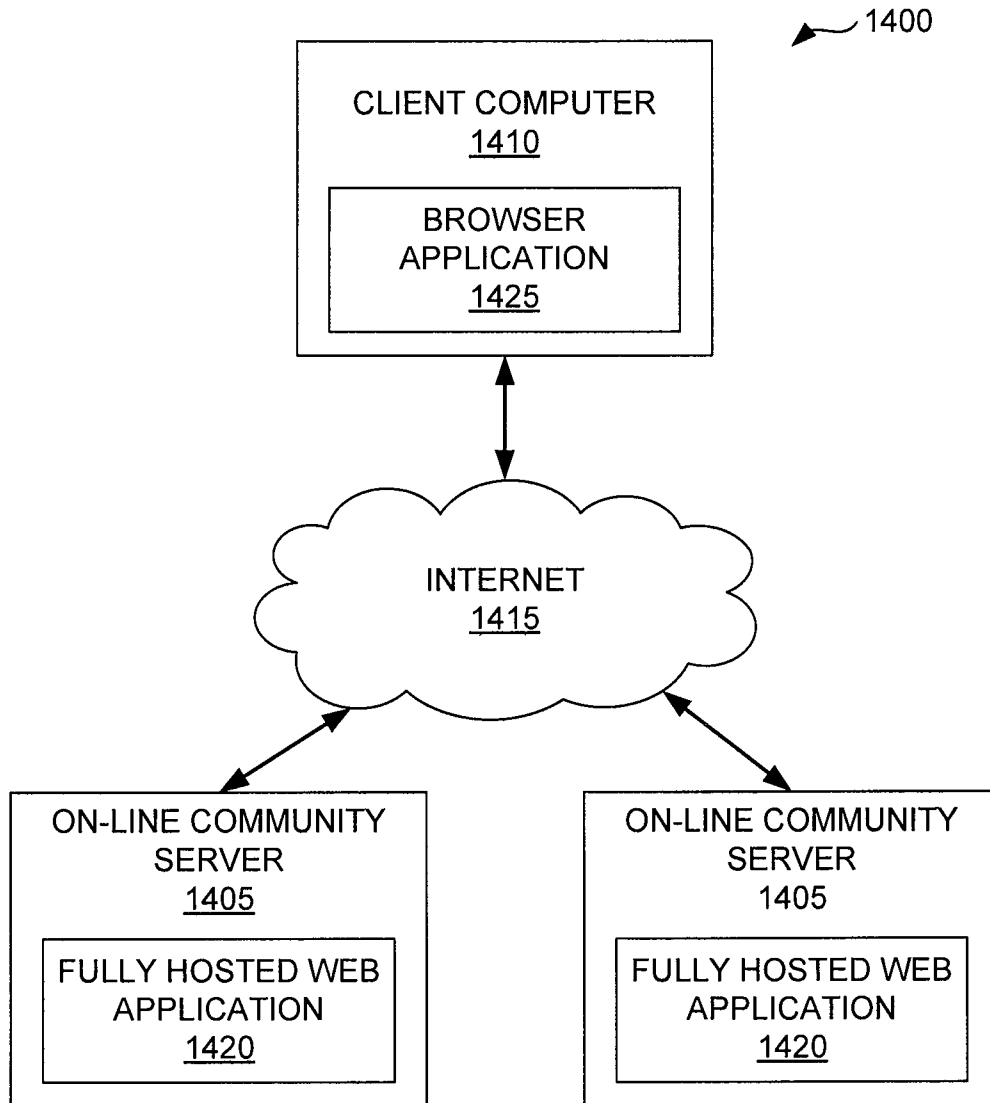 1400
CLIENT COMPUTER
1410
BROWSER
APPLICATION
1425
INTERNET
1415
ON-LINE COMMUNITY
SERVER
1405
FULLY HOSTED WEB
APPLICATION
1420
ON-LINE COMMUNITY
SERVER
1405
FULLY HOSTED WEB
APPLICATION
1420